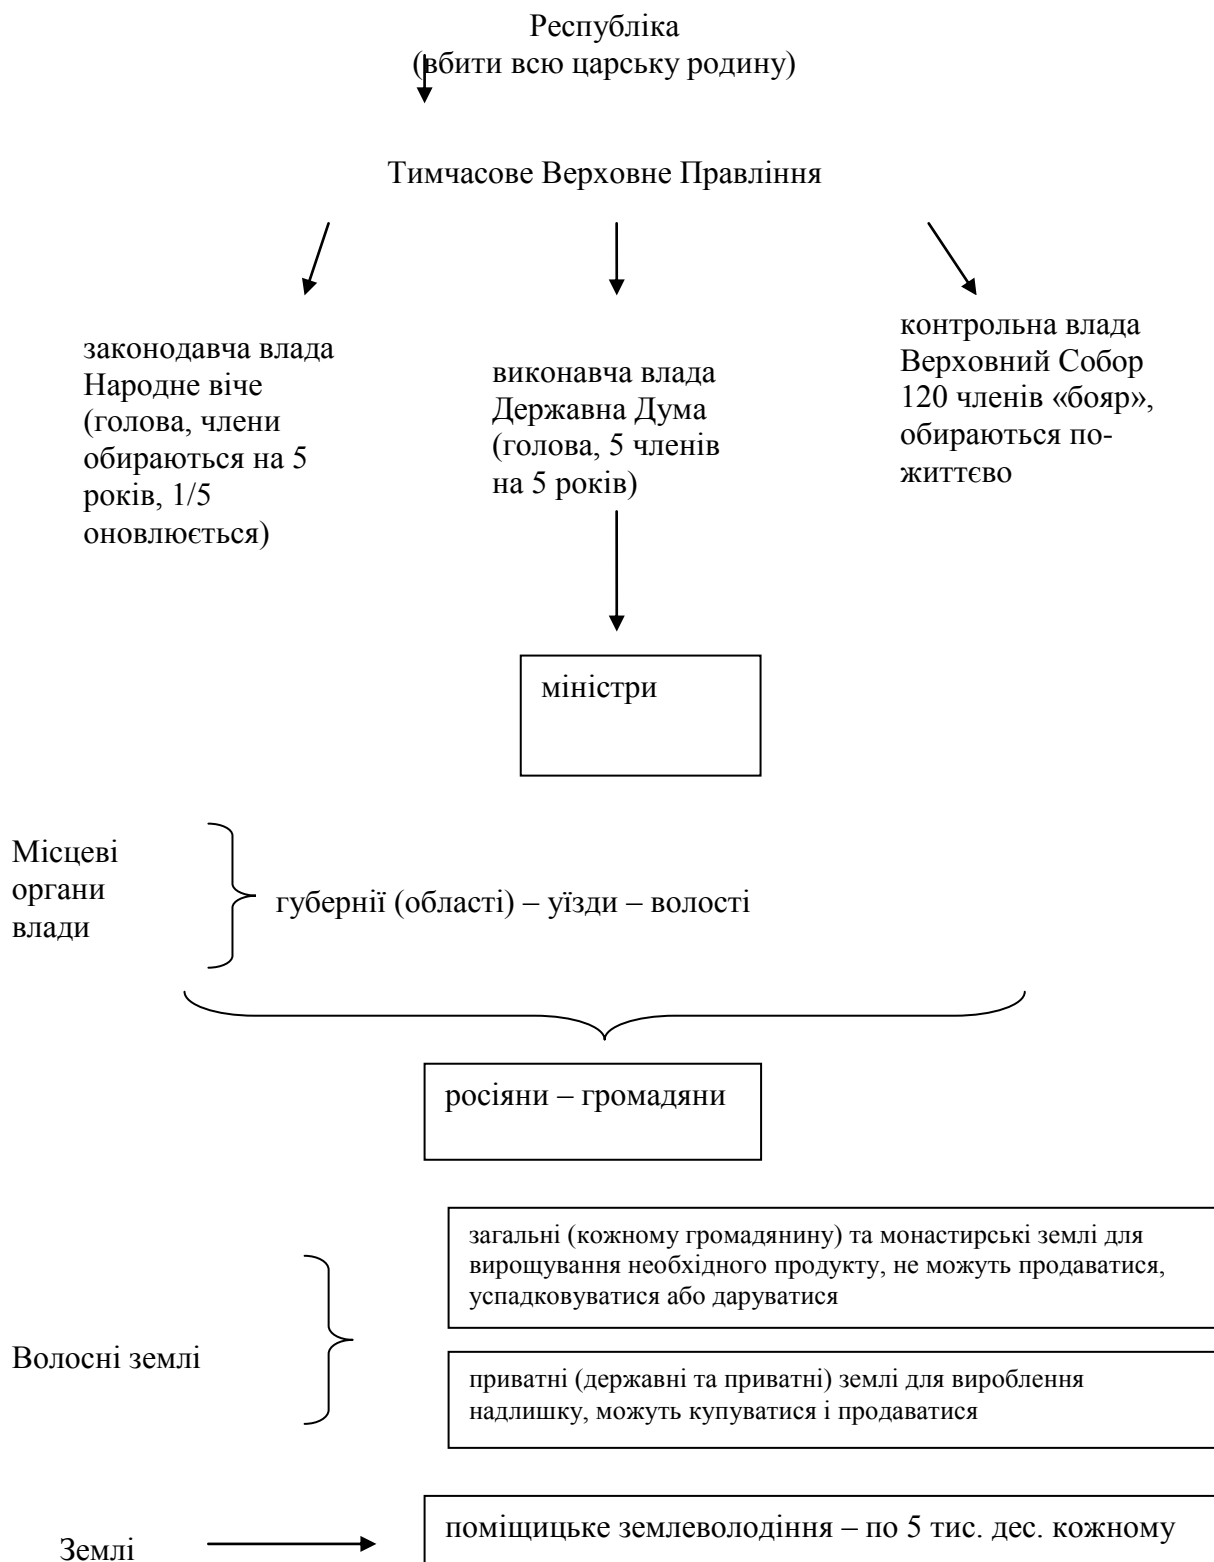 Республіка
(вбити всю царську родину)
Тимчасове Верховне Правління
законодавча влада
Народне віче
(голова, члени
обираються на 5
років, 1/5
оновлюється)
виконавча влада
Державна Дума
(голова, 5 членів
на 5 років)
контрольна влада
Верховний Собор
120 членів «бояр»,
обираються по-
життєво
міністри
Місцеві
органи
влади
губернії (області) – уїзди – волості
росіяни – громадяни
Волосні землі
загальні (кожному громадянину) та монастирські землі для
вирощування необхідного продукту, не можуть продаватися,
успадковуватися або даруватися
приватні (державні та приватні) землі для вироблення
надлишку, можуть купуватися і продаватися
Землі
поміщицьке землеволодіння – по 5 тис. дес. кожному